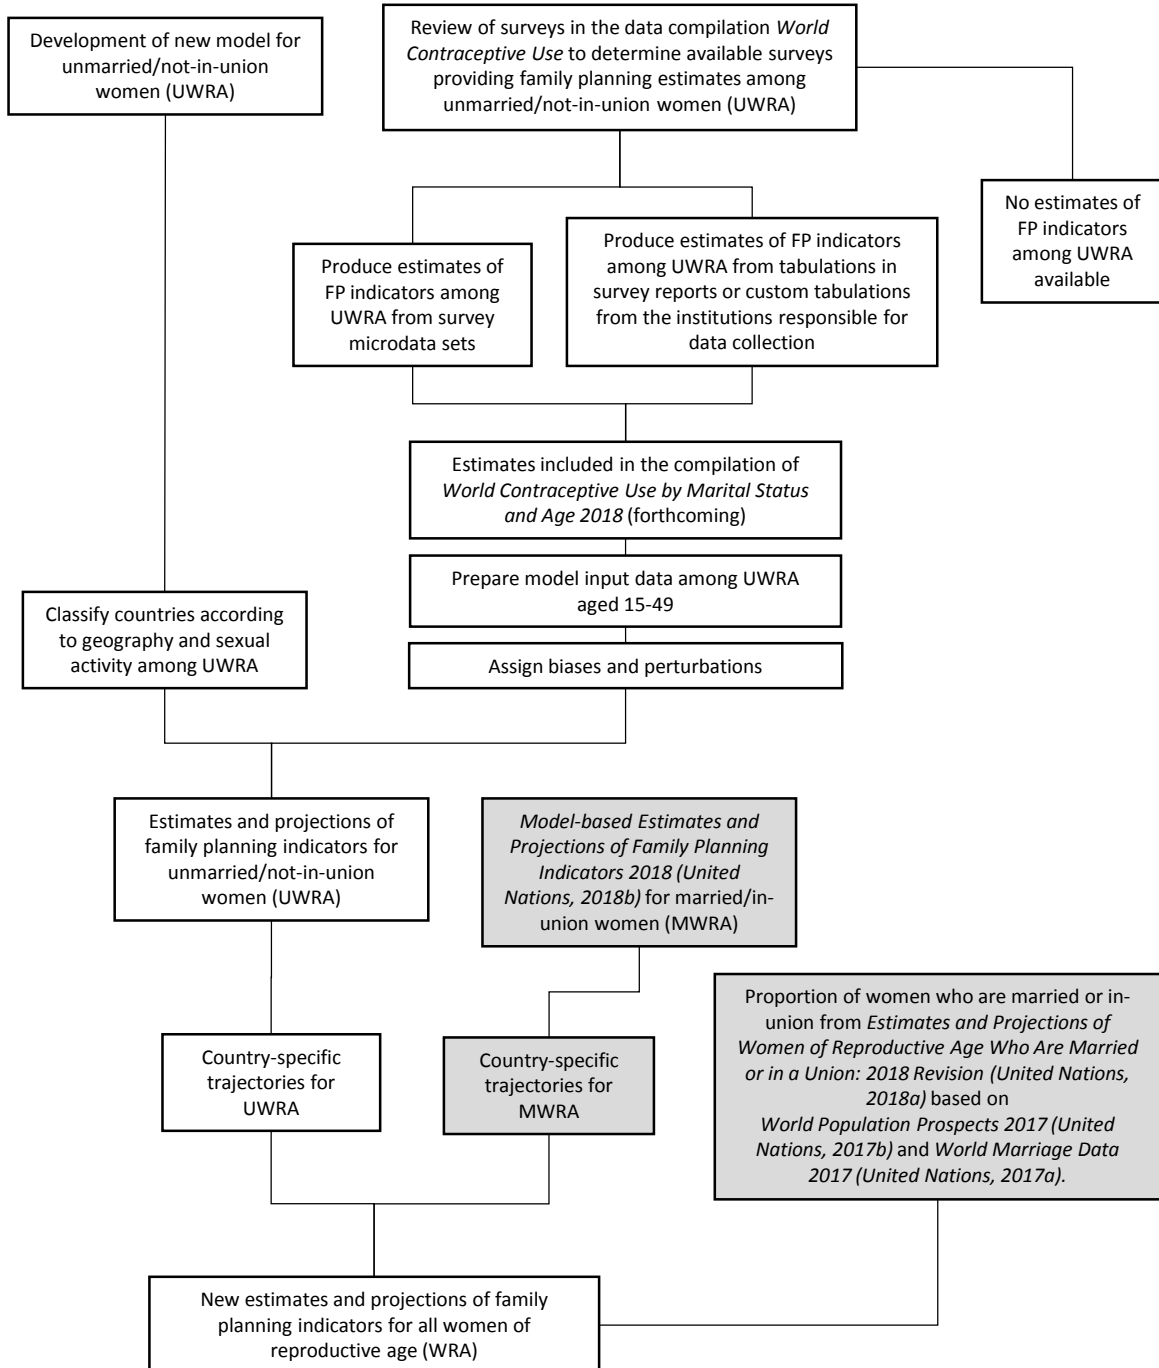 Development of new model for
unmarried/not-in-union
women (UWRA)
Review of surveys in the data compilation World
Contraceptive Use to determine available surveys
providing family planning estimates among
unmarried/not-in-union women (UWRA)
No estimates of
FP indicators
among UWRA
available
Produce estimates of
FP indicators among
UWRA from survey
microdata sets
Produce estimates of FP indicators
among UWRA from tabulations in
survey reports or custom tabulations
from the institutions responsible for
data collection
Estimates included in the compilation of
World Contraceptive Use by Marital Status
and Age 2018 (forthcoming)
Prepare model input data among UWRA
aged 15-49
Classify countries according
to geography and sexual
activity among UWRA
Assign biases and perturbations
Estimates and projections of
family planning indicators for
unmarried/not-in-union
women (UWRA)
Model-based Estimates and
Projections of Family Planning
Indicators 2018 (United
Nations, 2018b) for married/in-
union women (MWRA)
Proportion of women who are married or in-
union from Estimates and Projections of
Women of Reproductive Age Who Are Married
or in a Union: 2018 Revision (United Nations,
2018a) based on
World Population Prospects 2017 (United
Nations, 2017b) and World Marriage Data
2017 (United Nations, 2017a).
Country-specific
trajectories for
UWRA
Country-specific
trajectories for
MWRA
New estimates and projections of family
planning indicators for all women of
reproductive age (WRA)